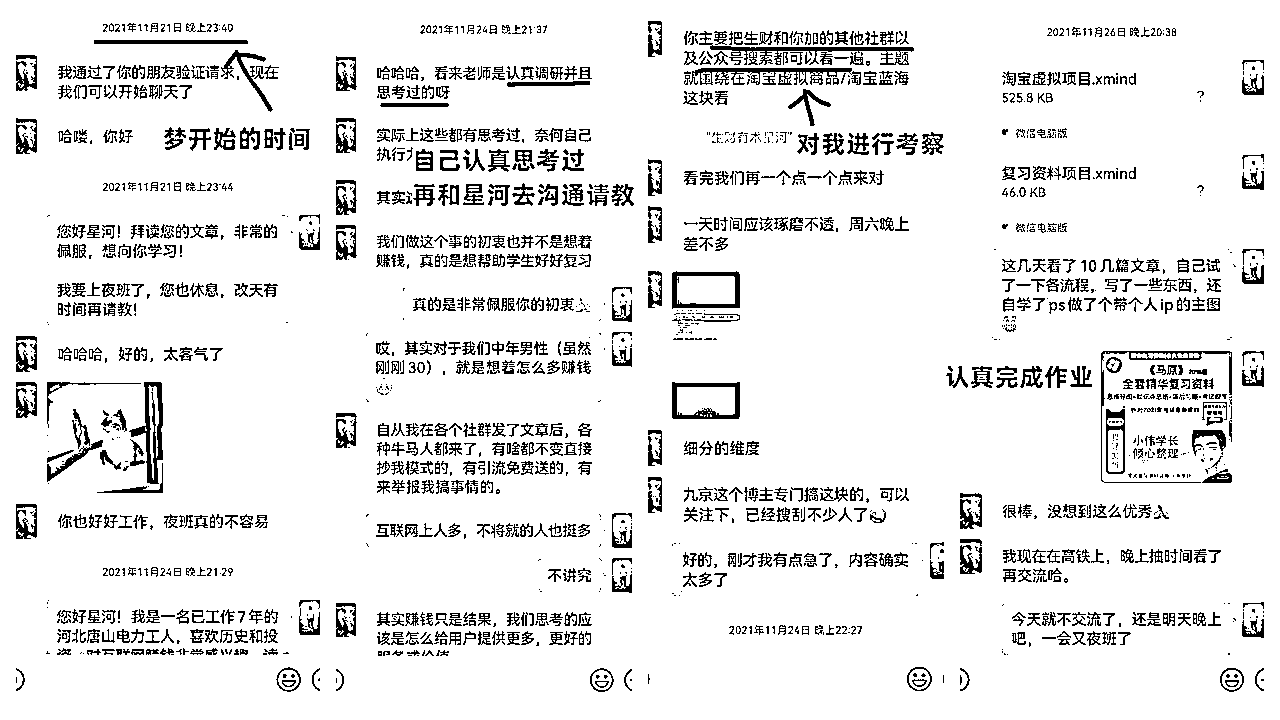 2021年11月21日 晚上23:40
我通过了你的朋友验证请求，现在
我们可以开始聊天了
哈喽，你好
梦开始的时间
2021年11月21日 晚上23:44
您好星河！拜读您的文章，非常的
佩服，想向你学习！
我要上夜班了，您也休息，改天有
时间再请教！
哈哈哈，好的，太客气了
你也好好工作，夜班真的不容易
2021年11月24日 晚上21:29
您好星河！我是一名已工作7年的
河北唐山电力工人，喜欢历史和投
2021年11月24日 晚上21:37
哈哈哈，看来老师是认真调研并且
思考过的呀
实际上这些都有思考过，奈何自己
执行力
自己认真思考过
其实
再和星河去沟通请教
我们做这个事的初衷也并不是想着
赚钱，真的是想帮助学生好好复习
真的是非常佩服你的初衷
哎，其实对于我们中年男性（虽然
刚刚30），就是想着怎么多赚钱
自从我在各个社群发了文章后，各
种牛马人都来了，有啥都不变直接
抄我模式的，有引流免费送的，有
来举报我搞事情的。
互联网上人多，不将就的人也挺多
不讲究
其实赚钱只是结果，我们思考的应
该是怎么给用户提供更多，更好的
服务或价值
你主要把生财和你加的其他社群以
及公众号搜索都可以看一遍。主题
就围绕在淘宝虚拟商品/淘宝蓝海
这块看
对我进行考察
看完我们再一个点一个点来对
一天时间应该琢磨不透，周六晚上
差不多
细分的维度
九京这个博主专门搞这块的，可以
关注下，已经搜刮不少人了
好的，刚才我有点急了，内容确实
太多了
2021年11月24日 晚上22:27
2021年11月26日 晚上20:38
淘宝虚拟项目.xmind
525.8 KB
?
微信电脑版
复习资料项目.xmind
46.0 KB
?
微信电脑版
这几天看了10几篇文章，自己试
了一下各流程，写了一些东西，还
自学了ps做了个带个人ip的主图
认真完成作业
《马原》
全套精华复习资料
小伟学长
倾心整理
很棒，没想到这么优秀
我现在在高铁上，晚上抽时间看了
再交流哈。
今天就不交流了，还是明天晚上
吧，一会又夜班了